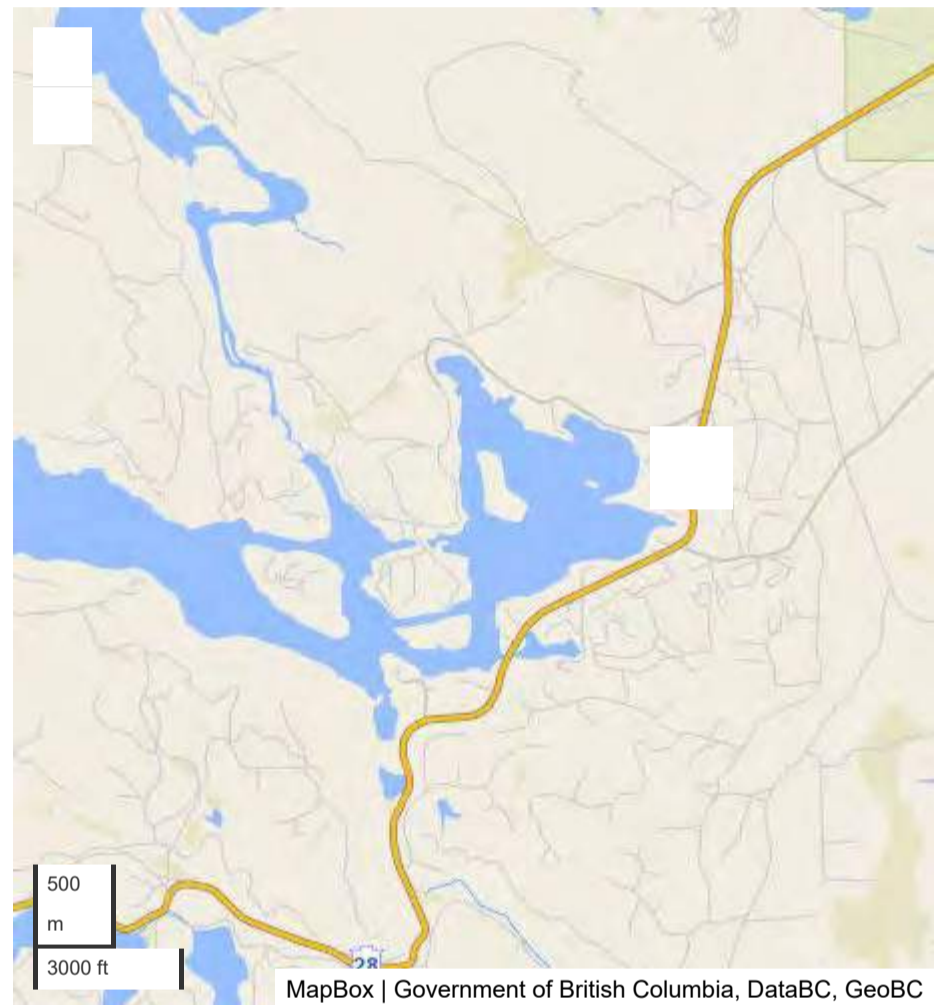 500
m
3000 ft
28
MapBox | Government of British Columbia, DataBC, GeoBC